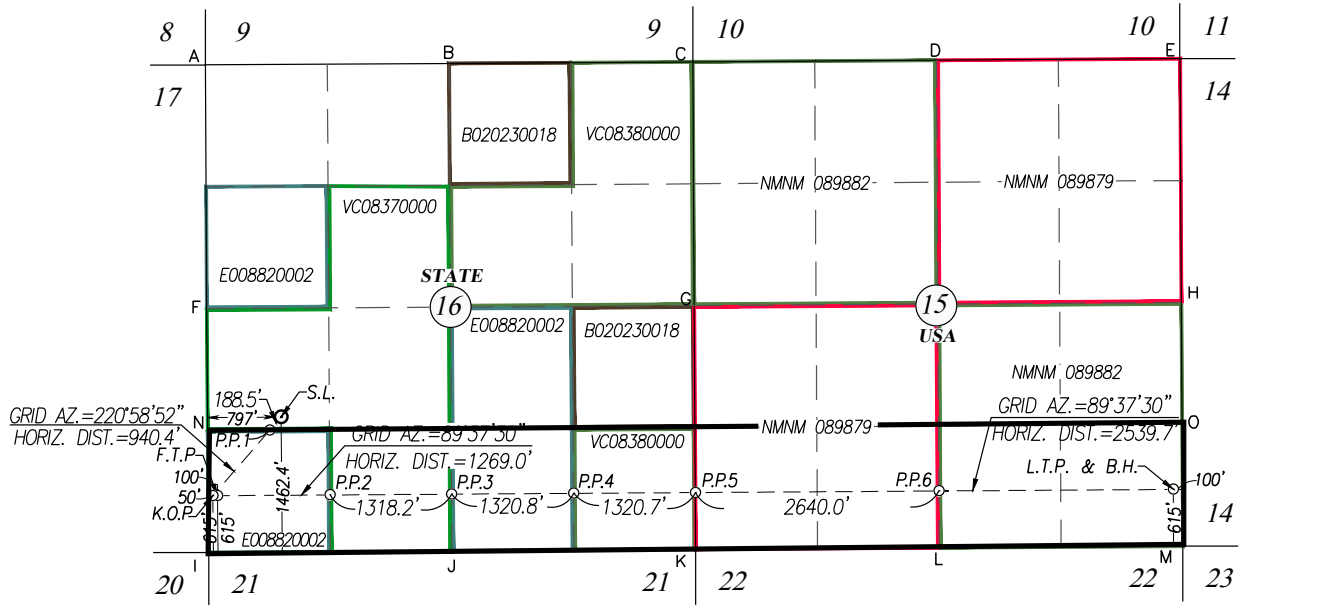 8 9 9 10 10 11
A B C D E
17 14
B020230018 VC08380000
NMNM 089882 NMNM 089879
VC08370000
E008820002
STATE
F 16 G 15 H
USA
E008820002 B020230018
NMNM 089882
188.5' S.L.
GRID AZ.=220°58'52"
HORIZ. DIST.=940.4'
797'
N P.P.1
GRID AZ.=89°37'30"
HORIZ. DIST.=1269.0'
VC08380000
NMNM 089879
GRID AZ.=89°37'30"
HORIZ. DIST.=2539.7'
O
F.T.P
100'
50'
K.O.P
615'
615'
1462.4'
P.P.2 P.P.3 P.P.4 P.P.5 P.P.6
1318.2' 1320.8' 1320.7' 2640.0'
L.T.P. & B.H.
100'
615'
14
E008820002
I J K L M
20 21 21 22 22 23